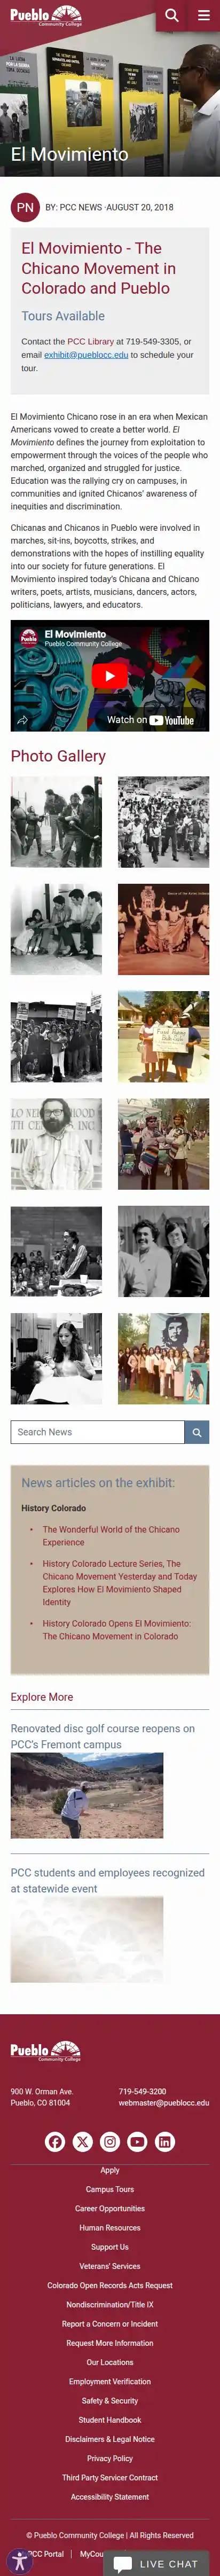 Pueblo
Community College
El Movimiento
PN
BY: PCC NEWS ·AUGUST 20, 2018
El Movimiento - The
Chicano Movement in
Colorado and Pueblo
Tours Available
Contact the PCC Library at 719-549-3305, or
email exhibit@pueblocc.edu to schedule your
tour.
El Movimiento Chicano rose in an era when Mexican
Americans vowed to create a better world. El
Movimiento defines the journey from exploitation to
empowerment through the voices of the people who
marched, organized and struggled for justice.
Education was the rallying cry on campuses, in
communities and ignited Chicanos' awareness of
inequities and discrimination.
Chicanas and Chicanos in Pueblo were involved in
marches, sit-ins, boycotts, strikes, and
demonstrations with the hopes of instilling equality
into our society for future generations. El
Movimiento inspired today's Chicana and Chicano
writers, poets, artists, musicians, dancers, actors,
politicians, lawyers, and educators.
El Movimiento
Pueblo Community College
Watch on YouTube
Photo Gallery
Search News
News articles on the exhibit:
History Colorado
• The Wonderful World of the Chicano
Experience
• History Colorado Lecture Series, The
Chicano Movement Yesterday and Today
Explores How El Movimiento Shaped
Identity
• History Colorado Opens El Movimiento:
The Chicano Movement in Colorado
Explore More
Renovated disc golf course reopens on
PCC's Fremont campus
PCC students and employees recognized
at statewide event
Pueblo
Community College
900 W. Orman Ave.
Pueblo, CO 81004
719-549-3200
webmaster@pueblocc.edu
Apply
Campus Tours
Career Opportunities
Human Resources
Support Us
Veterans' Services
Colorado Open Records Acts Request
Nondiscrimination/Title IX
Report a Concern or Incident
Request More Information
Our Locations
Employment Verification
Safety & Security
Student Handbook
Disclaimers & Legal Notice
Privacy Policy
Third Party Servicer Contract
Accessibility Statement
© Pueblo Community College | All Rights Reserved
PCC Portal | MyCou
LIVE CHAT